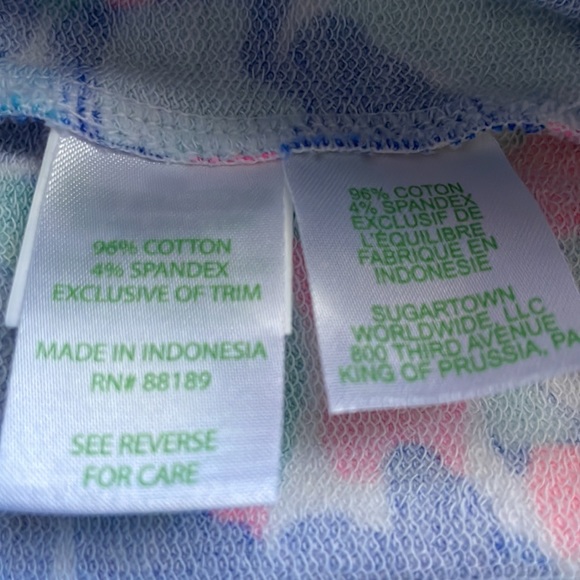 96% COTTON
4% SPANDEX
EXCLUSIVE OF TRIM
MADE IN INDONESIA
RN# 88189
SEE REVERSE
FOR CARE
96% COTON
4% SPANDEX
EXCLUSIF DE
L'ÉQUILIBRE
FABRIQUE EN
INDONESIE
SUGARTOWN
WORLDWIDE, LLC
800 THIRD AVENUE
KING OF PRUSSIA, PA